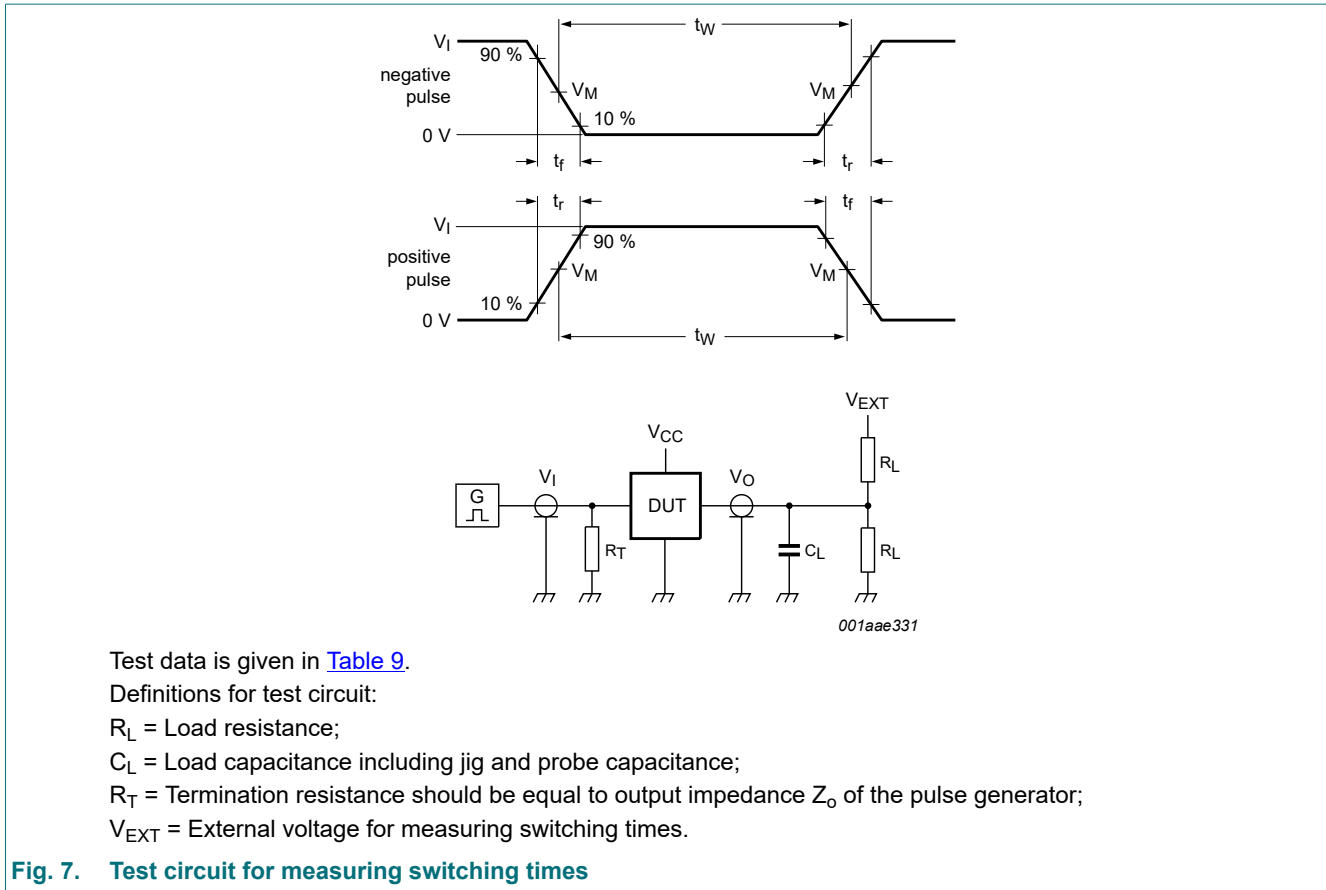 tW
VI
90 %
negative
pulse
VM
VM
10 %
0 V
tf
tr
tr
tf
VI
90 %
positive
pulse
VM
VM
10 %
0 V
tW
VEXT
VCC
RL
VI
VO
G
DUT
RT
CL
RL
001aae331
Test data is given in Table 9.
Definitions for test circuit:
RL = Load resistance;
CL = Load capacitance including jig and probe capacitance;
RT = Termination resistance should be equal to output impedance Zo of the pulse generator;
VEXT = External voltage for measuring switching times.
Fig. 7. Test circuit for measuring switching times